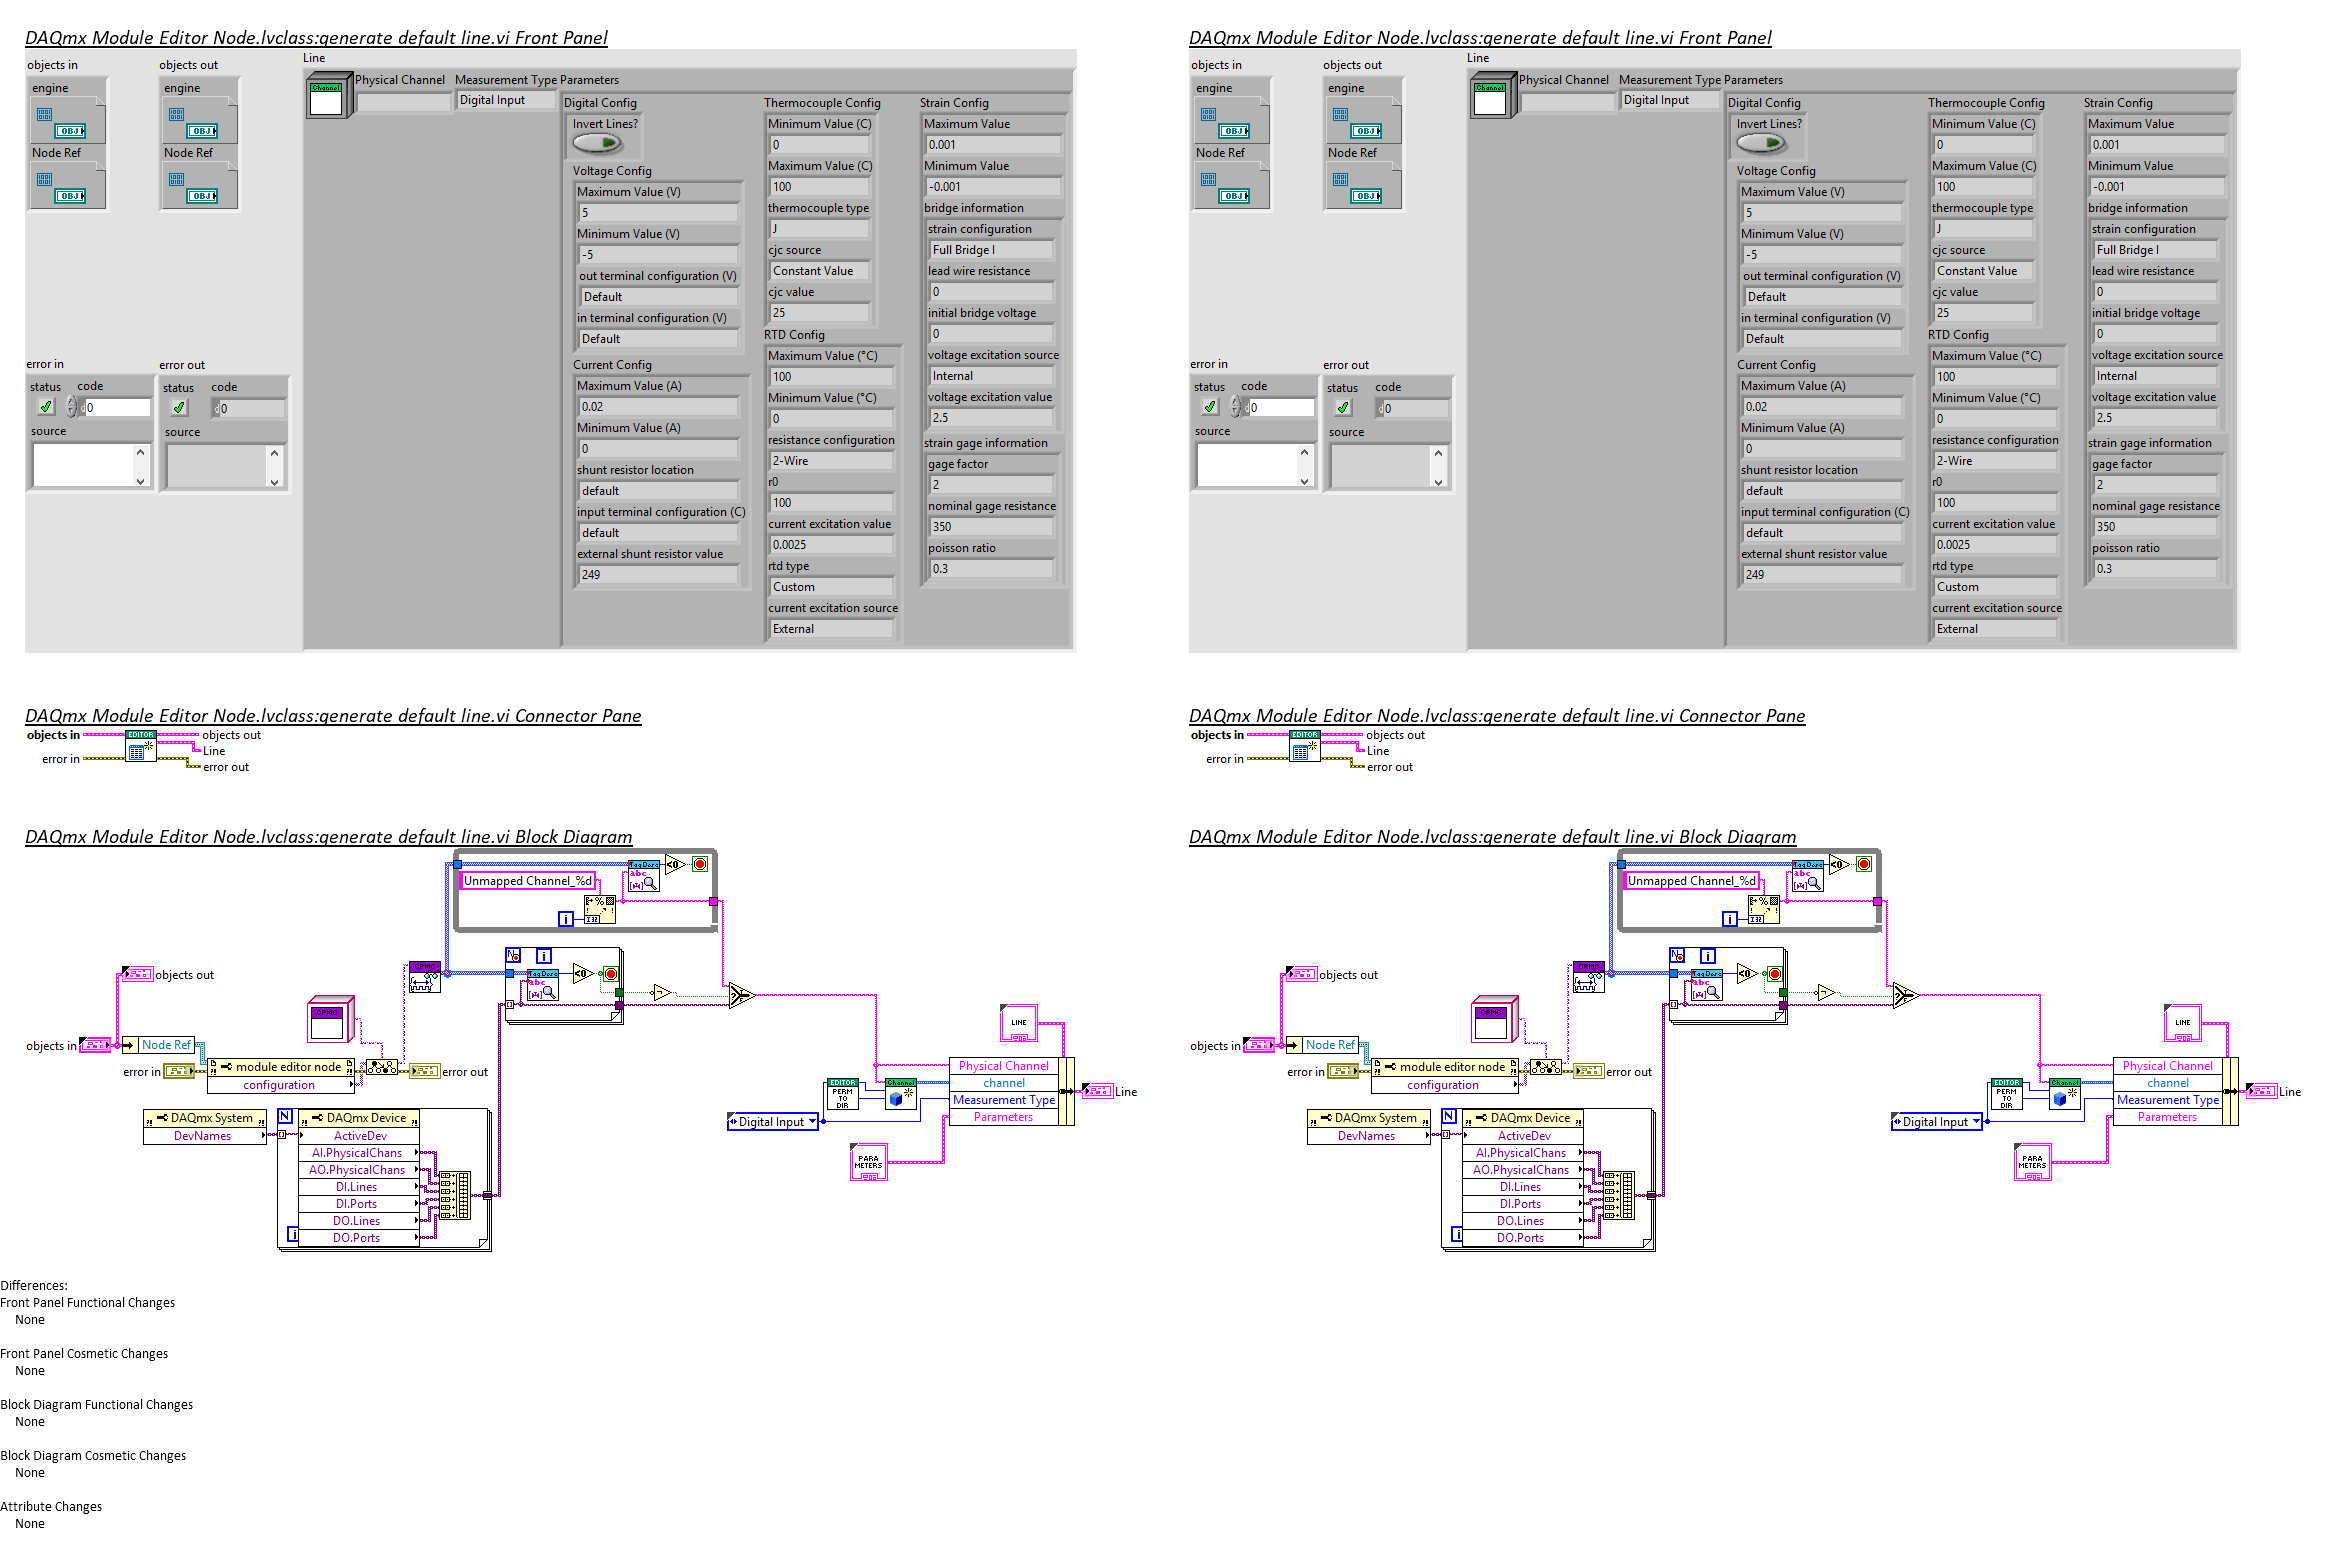 DAQmx Module Editor Node.lvclass:generate default line.vi Front Panel
objects in
engine
OBJ
Node Ref
OBJ
objects out
engine
OBJ
Node Ref
OBJ
error in
status
code
0
source
error out
status
code
0
source
Line
Channel
Physical Channel
Measurement Type
Digital Input
Parameters
Digital Config
Invert Lines?
Voltage Config
Maximum Value (V)
5
Minimum Value (V)
-5
out terminal configuration (V)
Default
in terminal configuration (V)
Default
Current Config
Maximum Value (A)
0.02
Minimum Value (A)
0
shunt resistor location
default
input terminal configuration (C)
default
external shunt resistor value
249
Thermocouple Config
Minimum Value (C)
0
Maximum Value (C)
100
thermocouple type
J
cjc source
Constant Value
cjc value
25
RTD Config
Maximum Value (°C)
100
Minimum Value (°C)
0
resistance configuration
2-Wire
r0
100
current excitation value
0.0025
rtd type
Custom
current excitation source
External
Strain Config
Maximum Value
0.001
Minimum Value
-0.001
bridge information
strain configuration
Full Bridge I
lead wire resistance
0
initial bridge voltage
0
voltage excitation source
Internal
voltage excitation value
2.5
strain gage information
gage factor
2
nominal gage resistance
350
poisson ratio
0.3
DAQmx Module Editor Node.lvclass:generate default line.vi Connector Pane
objects in
error in
EDITOR
objects out
Line
error out
DAQmx Module Editor Node.lvclass:generate default line.vi Block Diagram
Unmapped Channel_%d
Tag Desc
abc
<0
i
CPMC
N
i
Tag Desc
abc
<0
objects out
CPMC
objects in
Node Ref
error in
module editor node
configuration
error out
LINE
Physical Channel
channel
Measurement Type
Parameters
Line
EDITOR
PERM
TO
DIR
Channel
Digital Input
PARA
METERS
DAQmx System
DevNames
N
DAQmx Device
ActiveDev
AI.PhysicalChans
AO.PhysicalChans
DI.Lines
DI.Ports
DO.Lines
DO.Ports
i
DAQmx Module Editor Node.lvclass:generate default line.vi Front Panel
objects in
engine
OBJ
Node Ref
OBJ
objects out
engine
OBJ
Node Ref
OBJ
error in
status
code
0
source
error out
status
code
0
source
Line
Channel
Physical Channel
Measurement Type
Digital Input
Parameters
Digital Config
Invert Lines?
Voltage Config
Maximum Value (V)
5
Minimum Value (V)
-5
out terminal configuration (V)
Default
in terminal configuration (V)
Default
Current Config
Maximum Value (A)
0.02
Minimum Value (A)
0
shunt resistor location
default
input terminal configuration (C)
default
external shunt resistor value
249
Thermocouple Config
Minimum Value (C)
0
Maximum Value (C)
100
thermocouple type
J
cjc source
Constant Value
cjc value
25
RTD Config
Maximum Value (°C)
100
Minimum Value (°C)
0
resistance configuration
2-Wire
r0
100
current excitation value
0.0025
rtd type
Custom
current excitation source
External
Strain Config
Maximum Value
0.001
Minimum Value
-0.001
bridge information
strain configuration
Full Bridge I
lead wire resistance
0
initial bridge voltage
0
voltage excitation source
Internal
voltage excitation value
2.5
strain gage information
gage factor
2
nominal gage resistance
350
poisson ratio
0.3
DAQmx Module Editor Node.lvclass:generate default line.vi Connector Pane
objects in
error in
EDITOR
objects out
Line
error out
DAQmx Module Editor Node.lvclass:generate default line.vi Block Diagram
Unmapped Channel_%d
Tag Desc
abc
<0
i
CPMC
N
i
Tag Desc
abc
<0
objects out
CPMC
objects in
Node Ref
error in
module editor node
configuration
error out
LINE
Physical Channel
channel
Measurement Type
Parameters
Line
EDITOR
PERM
TO
DIR
Channel
Digital Input
PARA
METERS
DAQmx System
DevNames
N
DAQmx Device
ActiveDev
AI.PhysicalChans
AO.PhysicalChans
DI.Lines
DI.Ports
DO.Lines
DO.Ports
i
Differences:
Front Panel Functional Changes
None
Front Panel Cosmetic Changes
None
Block Diagram Functional Changes
None
Block Diagram Cosmetic Changes
None
Attribute Changes
None